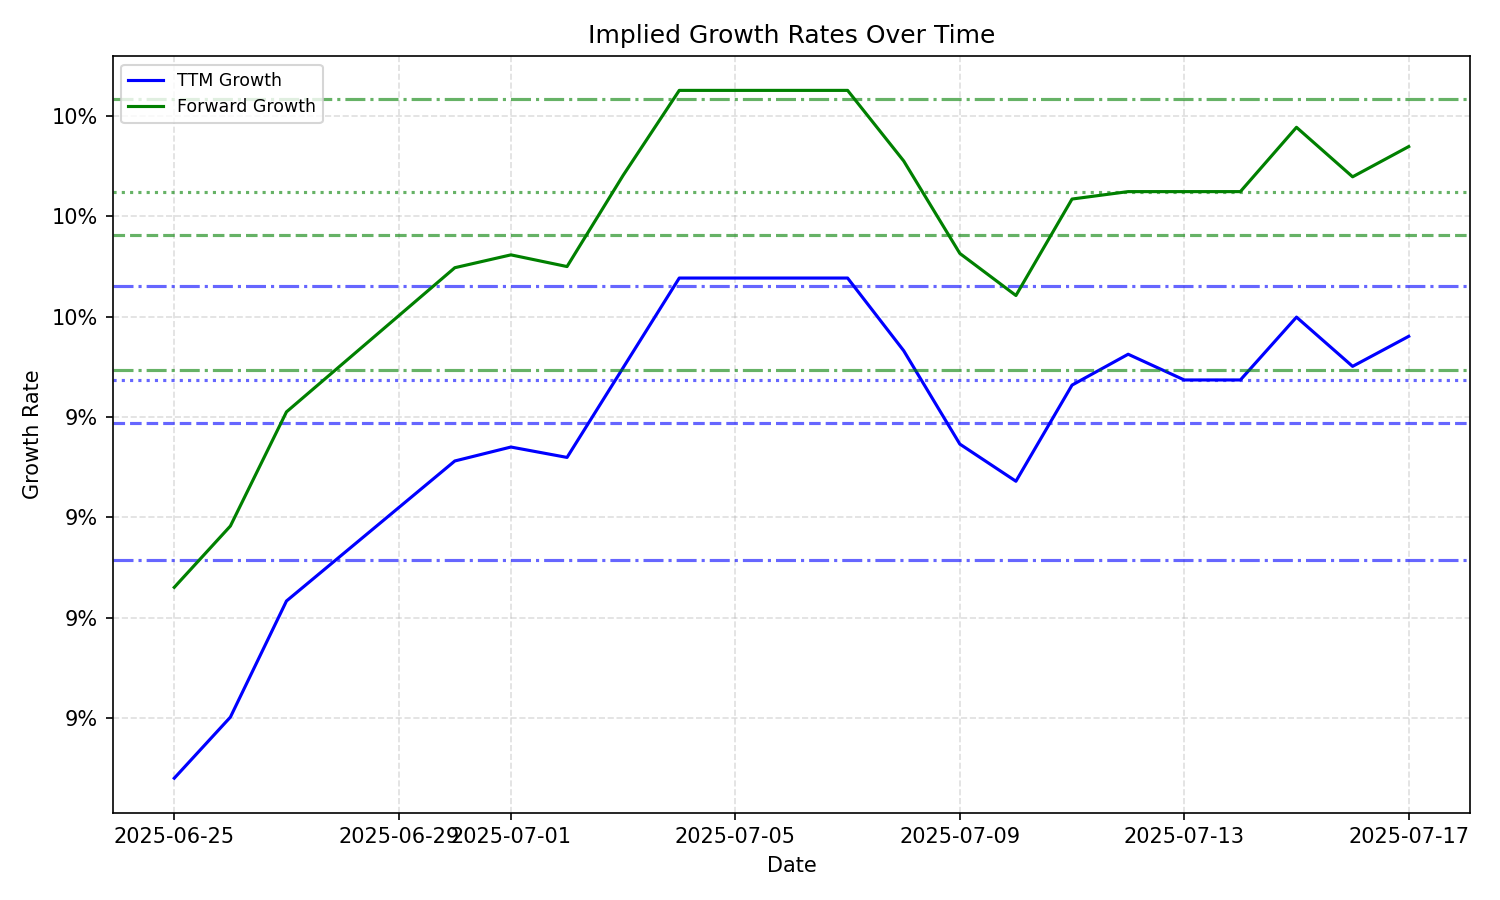 Implied Growth Rates Over Time
TTM Growth
Forward Growth
10%
10%
10%
9%
9%
9%
9%
Growth Rate
2025-06-25
2025-06-29
2025-07-01
2025-07-05
2025-07-09
2025-07-13
2025-07-17
Date